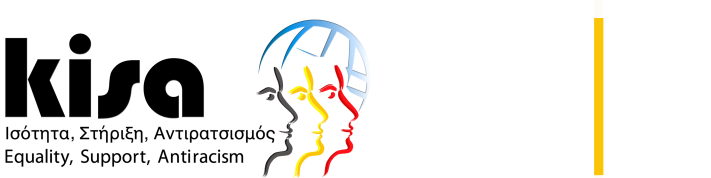 kisa
Ισότητα, Στήριξη, Αντιρατσισμός
Equality, Support, Antiracism